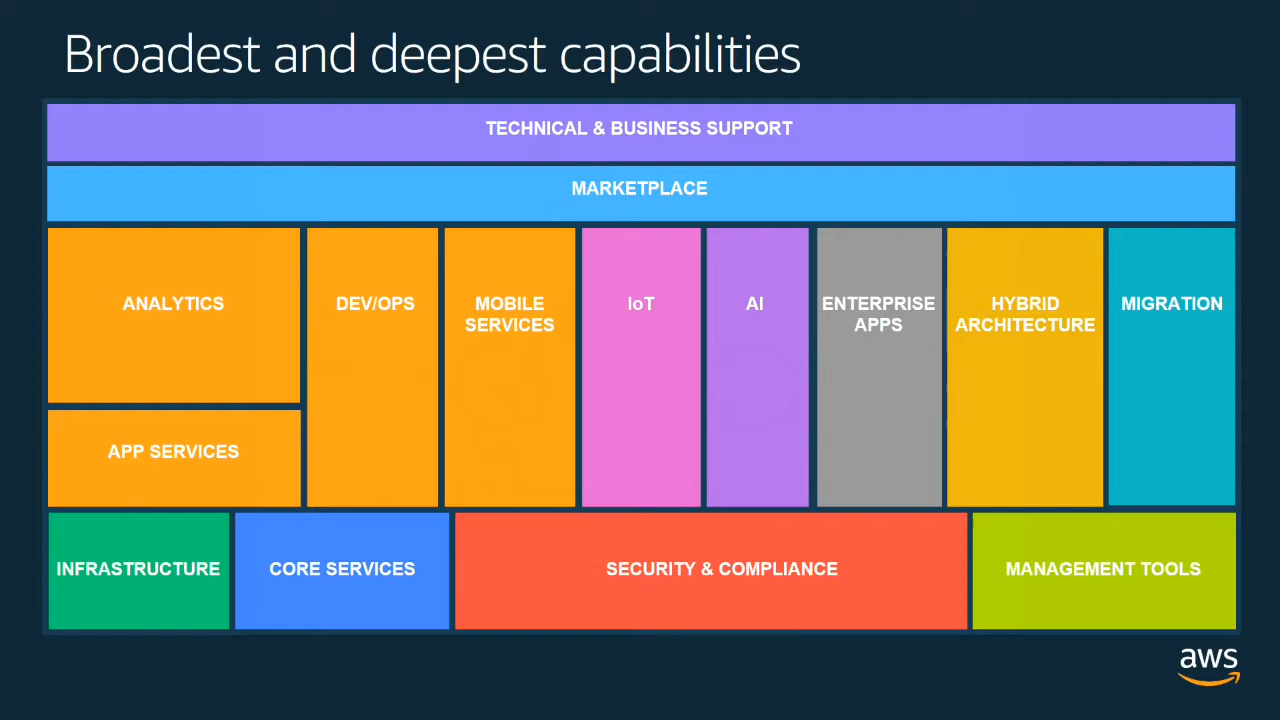 Broadest and deepest capabilities
TECHNICAL & BUSINESS SUPPORT
MARKETPLACE
ANALYTICS
DEV/OPS
MOBILE
SERVICES
IoT
AI
ENTERPRISE
APPS
HYBRID
ARCHITECTURE
MIGRATION
APP SERVICES
INFRASTRUCTURE
CORE SERVICES
SECURITY & COMPLIANCE
MANAGEMENT TOOLS
aws